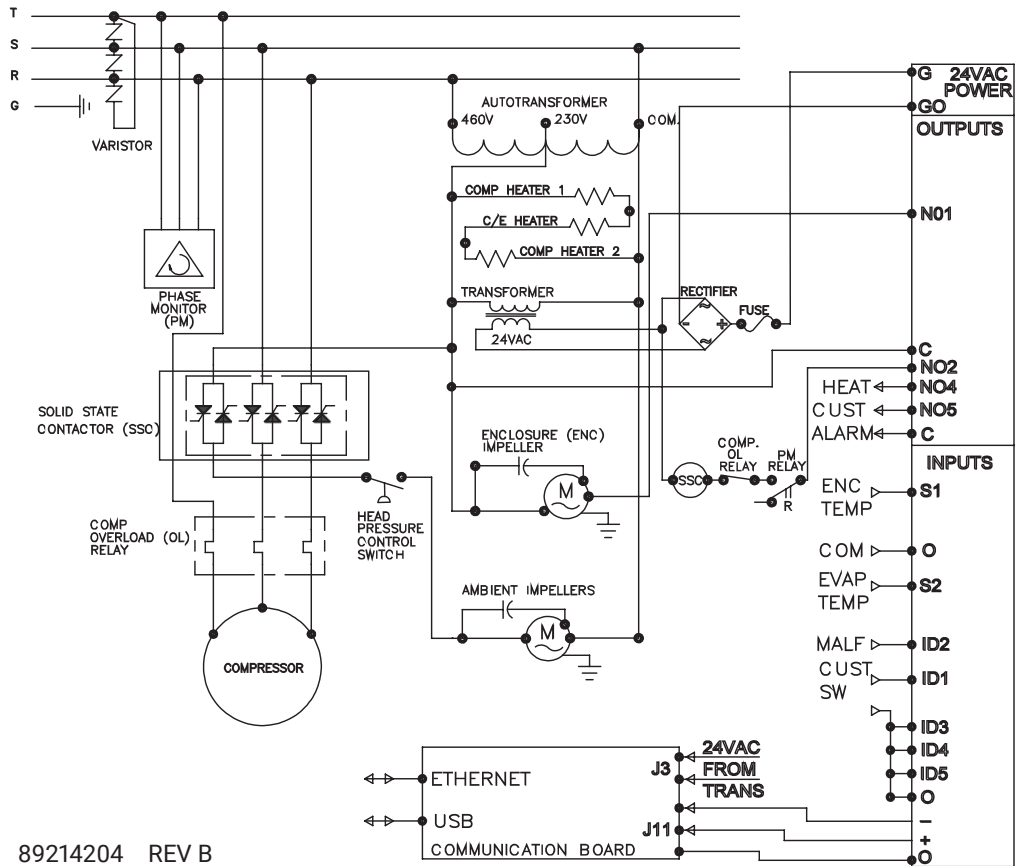 T
S
R
G
VARISTOR
AUTOTRANSFORMER
460V
230V
COM.
COMP HEATER 1
C/E HEATER
COMP HEATER 2
TRANSFORMER
24VAC
RECTIFIER
FUSE
PHASE
MONITOR
(PM)
SOLID STATE
CONTACTOR (SSC)
ENCLOSURE (ENC)
IMPELLER
M
HEAD
PRESSURE
CONTROL
SWITCH
COMP
OVERLOAD (OL)
RELAY
AMBIENT IMPELLERS
M
COMPRESSOR
SSC
COMP.
OL
RELAY
PM
RELAY
R
G
24VAC
POWER
GO
OUTPUTS
N01
C
NO2
HEAT
NO4
CUST
NO5
ALARM
C
INPUTS
ENC
TEMP
S1
COM
O
EVAP
TEMP
S2
MALF
ID2
CUST
SW
ID1
ID3
ID4
ID5
O
–
+
O
ETHERNET
USB
COMMUNICATION BOARD
J3
J11
24VAC
FROM
TRANS
89214204 REV B